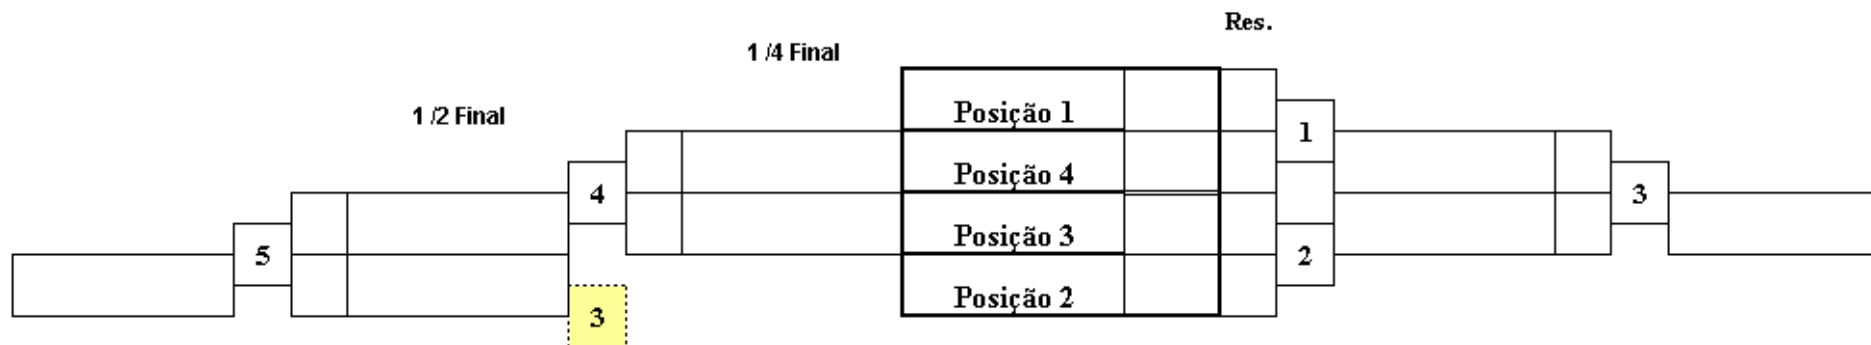 Res.
1 /4 Final
1 /2 Final
Posição 1
1
Posição 4
4
3
Posição 3
5
2
Posição 2
3